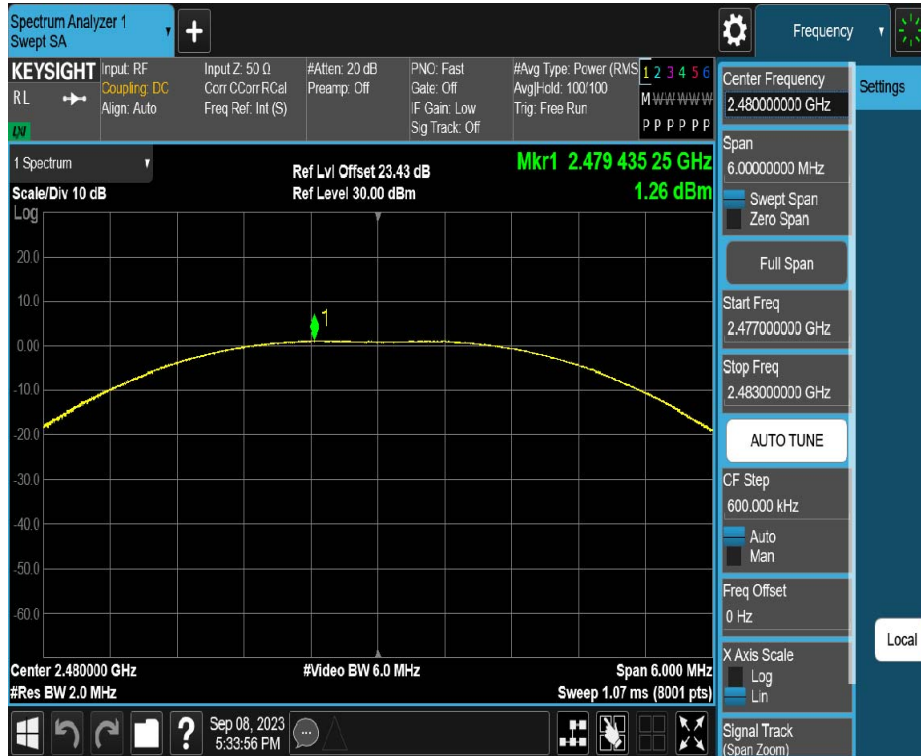 Spectrum Analyzer 1
Swept SA
+
Frequency
KEYSIGHT
RL
LXI
Input: RF
Coupling: DC
Align: Auto
Input Z: 50 Ω
Corr CCorr RCal
Freq Ref: Int (S)
#Atten: 20 dB
Preamp: Off
PNO: Fast
Gate: Off
IF Gain: Low
Sig Track: Off
#Avg Type: Power (RMS
Avg|Hold: 100/100
Trig: Free Run
1 2 3 4 5 6
M W W W W W
P P P P P P
1 Spectrum
Scale/Div 10 dB
Log
Ref Lvl Offset 23.43 dB
Ref Level 30.00 dBm
Mkr1 2.479 435 25 GHz
1.26 dBm
20.0
10.0
0.00
-10.0
-20.0
-30.0
-40.0
-50.0
-60.0
1
Center 2.480000 GHz
#Res BW 2.0 MHz
#Video BW 6.0 MHz
Span 6.000 MHz
Sweep 1.07 ms (8001 pts)
?
Sep 08, 2023
5:33:56 PM
Center Frequency
2.480000000 GHz
Span
6.00000000 MHz
Swept Span
Zero Span
Full Span
Start Freq
2.477000000 GHz
Stop Freq
2.483000000 GHz
AUTO TUNE
CF Step
600.000 kHz
Auto
Man
Freq Offset
0 Hz
X Axis Scale
Log
Lin
Signal Track
(Span Zoom)
Settings
Local